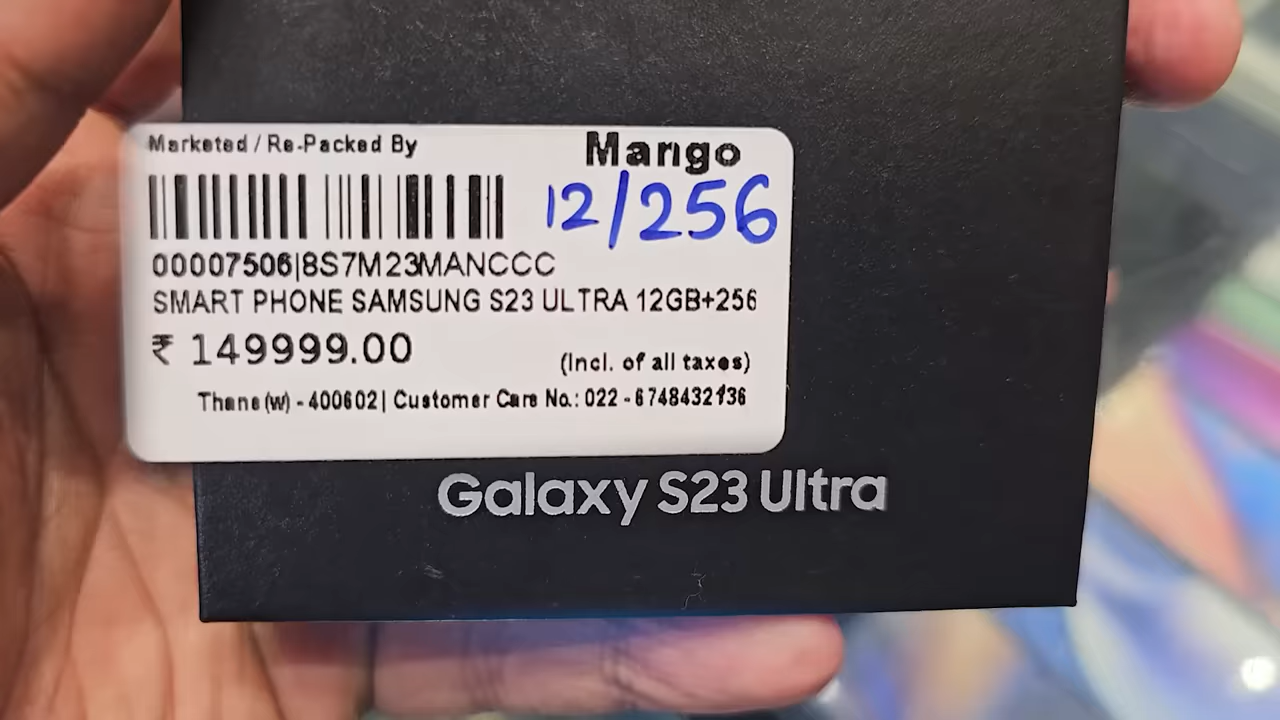 Marketed / Re-Packed By
Mango
12/256
00007506|8S7M23MANCCC
SMART PHONE SAMSUNG S23 ULTRA 12GB+256
₹ 149999.00
(Incl. of all taxes)
Thane (w) - 400602| Customer Care No.: 022 - 6748432136
Galaxy S23 Ultra